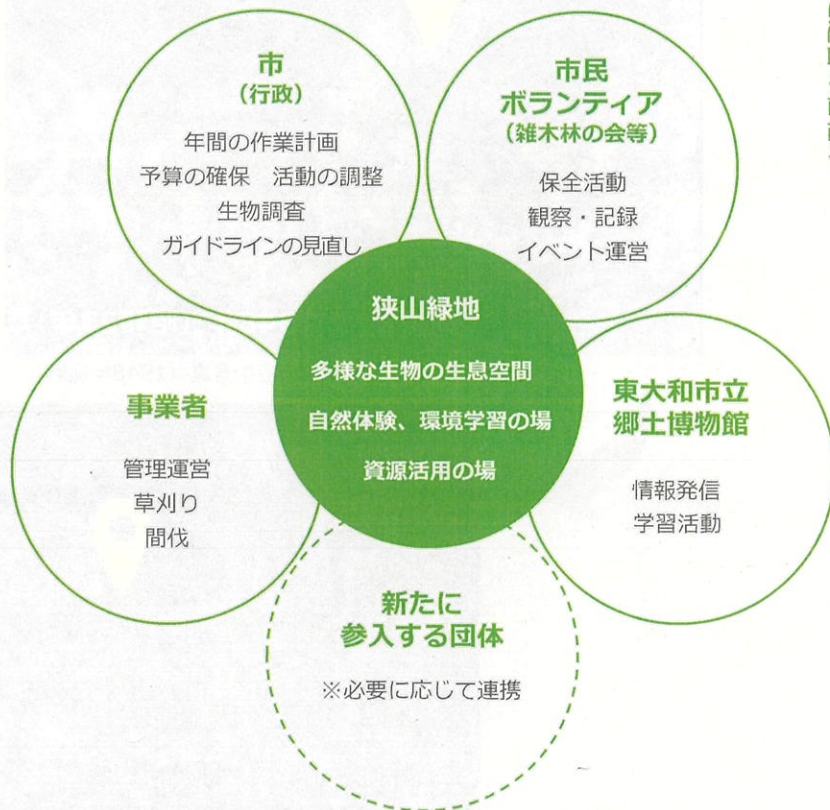 市
（行政）
年間の作業計画
予算の確保　活動の調整
生物調査
ガイドラインの見直し
市民
ボランティア
（雑木林の会等）
保全活動
観察・記録
イベント運営
狭山緑地
多様な生物の生息空間
自然体験、環境学習の場
資源活用の場
事業者
管理運営
草刈り
間伐
東大和市立
郷土博物館
情報発信
学習活動
新たに
参入する団体
※必要に応じて連携